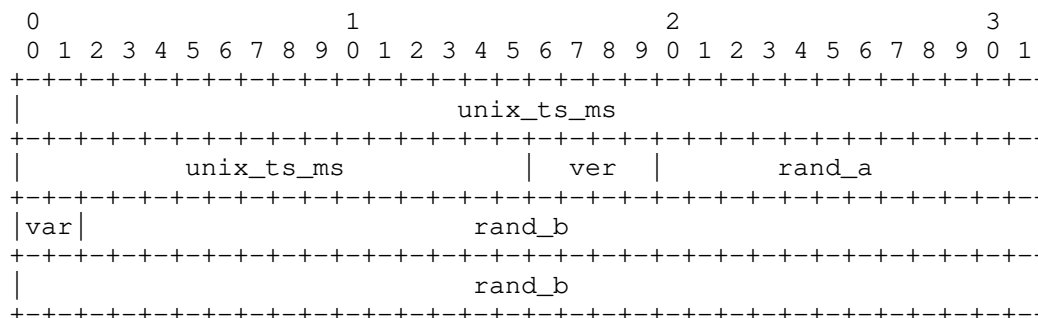 0                   1                   2                   3
0 1 2 3 4 5 6 7 8 9 0 1 2 3 4 5 6 7 8 9 0 1 2 3 4 5 6 7 8 9 0 1
+-+-+-+-+-+-+-+-+-+-+-+-+-+-+-+-+-+-+-+-+-+-+-+-+-+-+-+-+-+-+-+-
|                           unix_ts_ms
+-+-+-+-+-+-+-+-+-+-+-+-+-+-+-+-+-+-+-+-+-+-+-+-+-+-+-+-+-+-+-+-
|          unix_ts_ms           |  ver  |       rand_a
+-+-+-+-+-+-+-+-+-+-+-+-+-+-+-+-+-+-+-+-+-+-+-+-+-+-+-+-+-+-+-+-
|var|                        rand_b
+-+-+-+-+-+-+-+-+-+-+-+-+-+-+-+-+-+-+-+-+-+-+-+-+-+-+-+-+-+-+-+-
|                            rand_b
+-+-+-+-+-+-+-+-+-+-+-+-+-+-+-+-+-+-+-+-+-+-+-+-+-+-+-+-+-+-+-+-